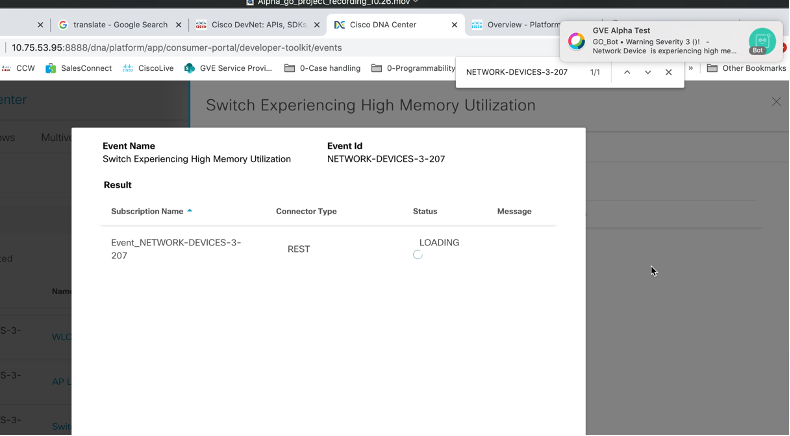 Alpha_go_project_recording_10.26.mov
translate - Google Search
Cisco DevNet: APIs, SDKs
Cisco DNA Center
Overview - Platform
10.75.53.95:8888/dna/platform/app/consumer-portal/developer-toolkit/events
GVE Alpha Test
GO_Bot • Warning Severity 3 ()! -
Network Device is experiencing high me...
Bot
CCW
SalesConnect
CiscoLive
GVE Service Provi...
0-Case handling
0-Programmability
NETWORK-DEVICES-3-207
1/1
»
Other Bookmarks
enter
Switch Experiencing High Memory Utilization
ows
Multiv
Event Name
Event Id
Switch Experiencing High Memory Utilization
NETWORK-DEVICES-3-207
Result
Subscription Name
Connector Type
Status
Message
Event_NETWORK-DEVICES-3-
207
REST
LOADING
ted
Name
S-3-
WLC
S-3-
AP L
S-3-
Swit